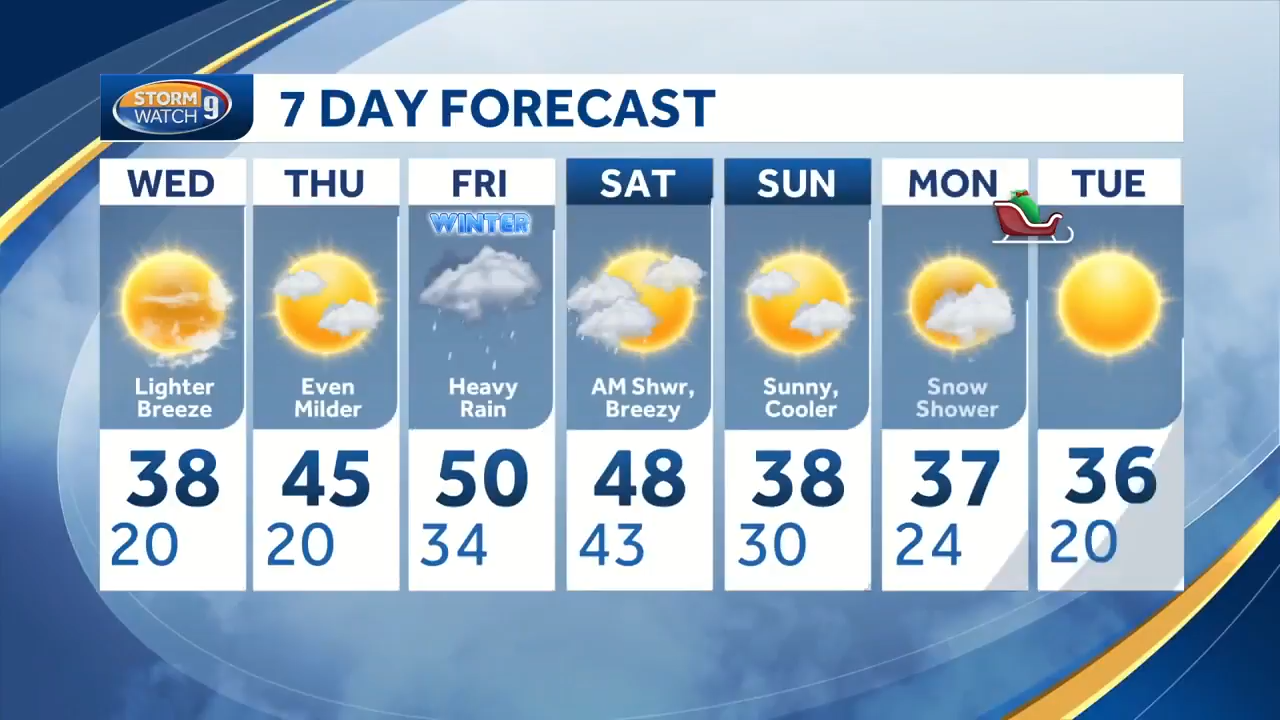 STORM
WATCH 9
7 DAY FORECAST
WED
THU
FRI
SAT
SUN
MON
TUE
WINTER
Lighter
Breeze
Even
Milder
Heavy
Rain
AM Shwr,
Breezy
Sunny,
Cooler
Snow
Shower
38
45
50
48
38
37
36
20
20
34
43
30
24
20